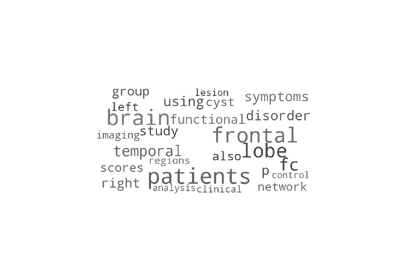 group lesion
left using cyst symptoms
brain functional disorder
imaging study frontal
temporal also lobe
scores regions fc
right patients p control
analysis clinical network